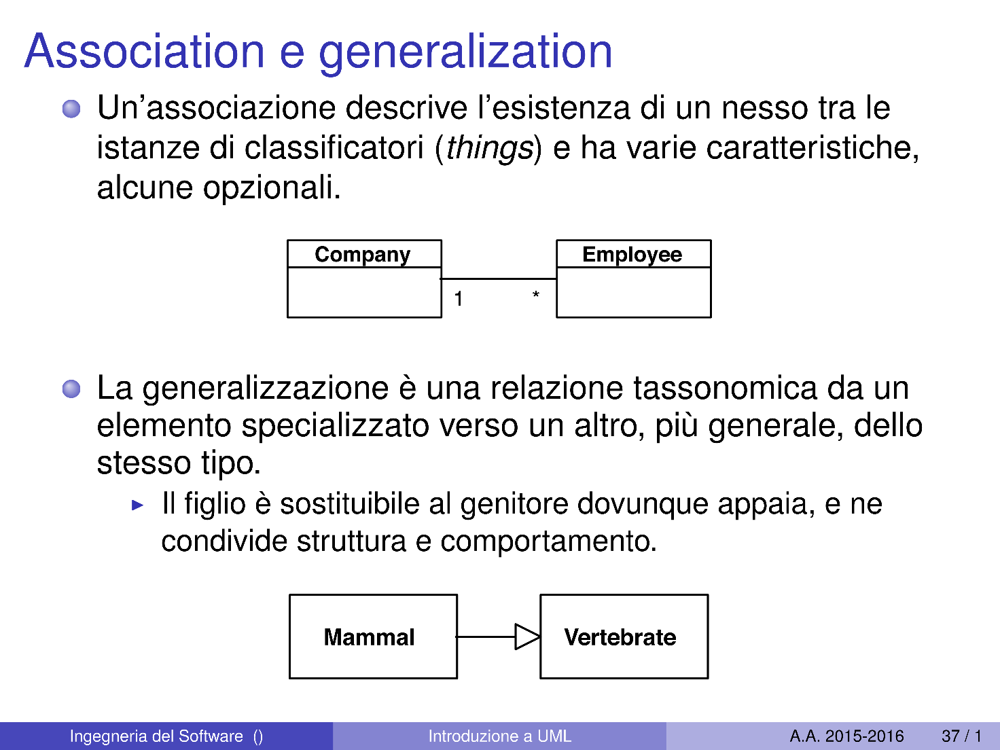 Association e generalization
Un'associazione descrive l'esistenza di un nesso tra le
istanze di classificatori (things) e ha varie caratteristiche,
alcune opzionali.
Company
Employee
1
*
La generalizzazione è una relazione tassonomica da un
elemento specializzato verso un altro, più generale, dello
stesso tipo.
Il figlio è sostituibile al genitore dovunque appaia, e ne
condivide struttura e comportamento.
Mammal
Vertebrate
Ingegneria del Software ()
Introduzione a UML
A.A. 2015-2016
37 / 1